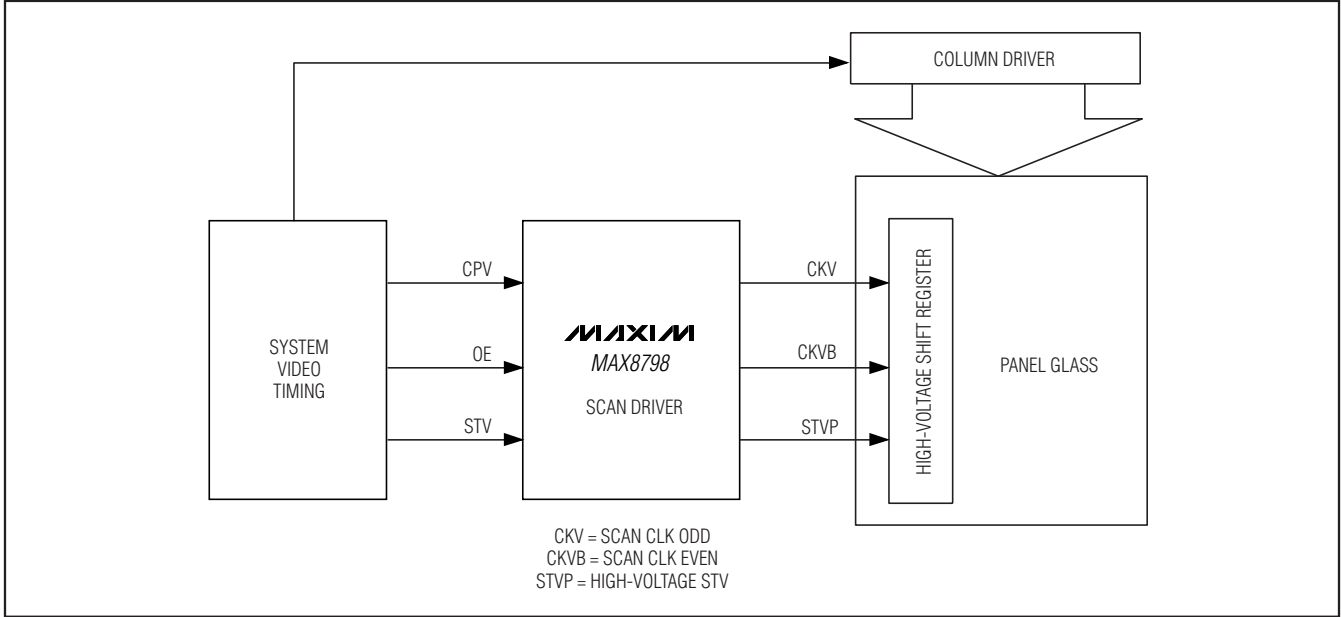 COLUMN DRIVER
SYSTEM
VIDEO
TIMING
CPV
OE
STV
MAXIM
MAX8798
SCAN DRIVER
CKV
CKVB
STVP
HIGH-VOLTAGE SHIFT REGISTER
PANEL GLASS
CKV = SCAN CLK ODD
CKVB = SCAN CLK EVEN
STVP = HIGH-VOLTAGE STV